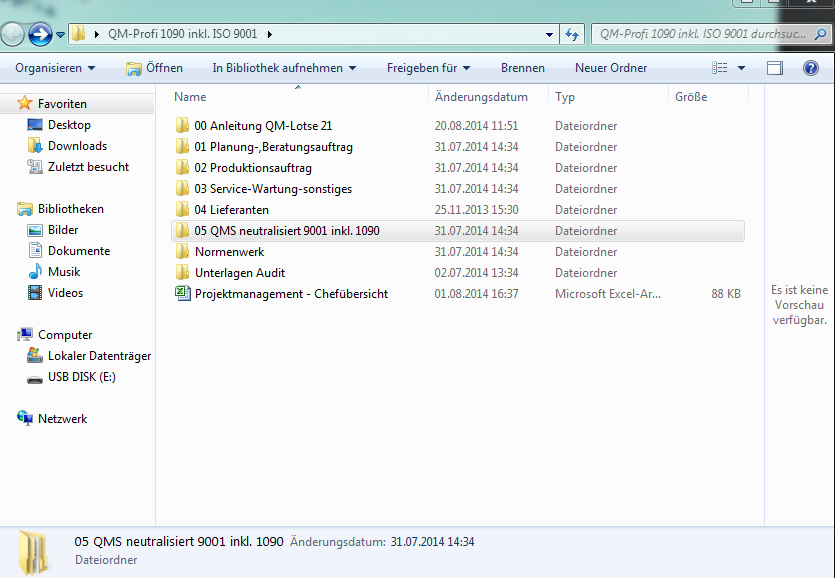 QM-Profi 1090 inkl. ISO 9001
QM-Profi 1090 inkl. ISO 9001 durchsuc...
Organisieren Öffnen In Bibliothek aufnehmen Freigeben für Brennen Neuer Ordner
Name Änderungsdatum Typ Größe
Favoriten
Desktop
Downloads
Zuletzt besucht
Bibliotheken
Bilder
Dokumente
Musik
Videos
Computer
Lokaler Datenträger
USB DISK (E:)
Netzwerk
00 Anleitung QM-Lotse 21 20.08.2014 11:51 Dateiordner
01 Planung-,Beratungsauftrag 31.07.2014 14:34 Dateiordner
02 Produktionsauftrag 31.07.2014 14:34 Dateiordner
03 Service-Wartung-sonstiges 31.07.2014 14:34 Dateiordner
04 Lieferanten 25.11.2013 15:30 Dateiordner
05 QMS neutralisiert 9001 inkl. 1090 31.07.2014 14:34 Dateiordner
Normenwerk 31.07.2014 14:34 Dateiordner
Unterlagen Audit 02.07.2014 13:34 Dateiordner
Projektmanagement - Chefübersicht 01.08.2014 16:37 Microsoft Excel-Ar... 88 KB
Es ist keine
Vorschau
verfügbar.
05 QMS neutralisiert 9001 inkl. 1090 Änderungsdatum: 31.07.2014 14:34
Dateiordner